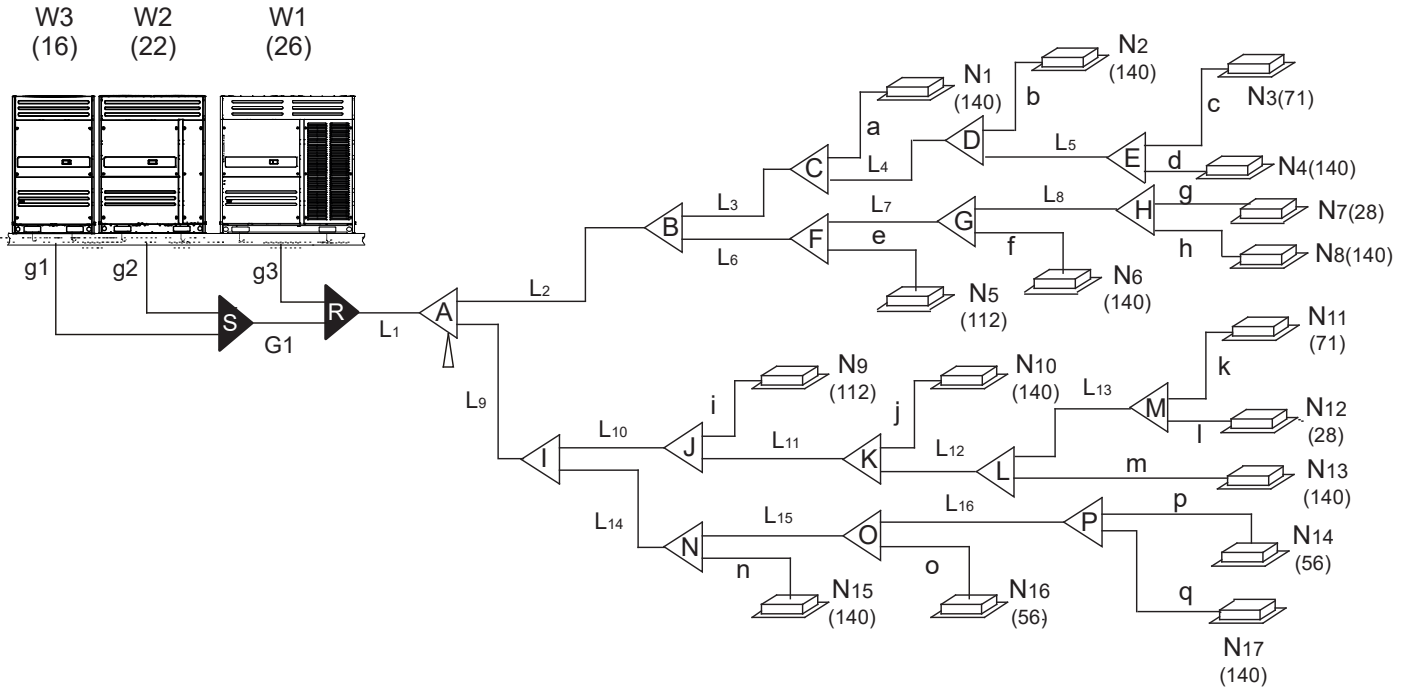 W3
(16)
W2
(22)
W1
(26)
g1
g2
g3
S
G1
R
L1
A
L2
L9
B
L3
L6
C
a
N1
(140)
L4
D
b
N2
(140)
L5
E
c
N3(71)
d
N4(140)
F
L7
e
N5
(112)
G
L8
f
N6
(140)
H
g
N7(28)
h
N8(140)
I
L10
L14
J
i
N9
(112)
L11
K
j
N10
(140)
L12
L
L13
M
k
N11
(71)
l
N12
(28)
m
N13
(140)
N
L15
n
N15
(140)
O
L16
o
N16
(56)
P
p
N14
(56)
q
N17
(140)